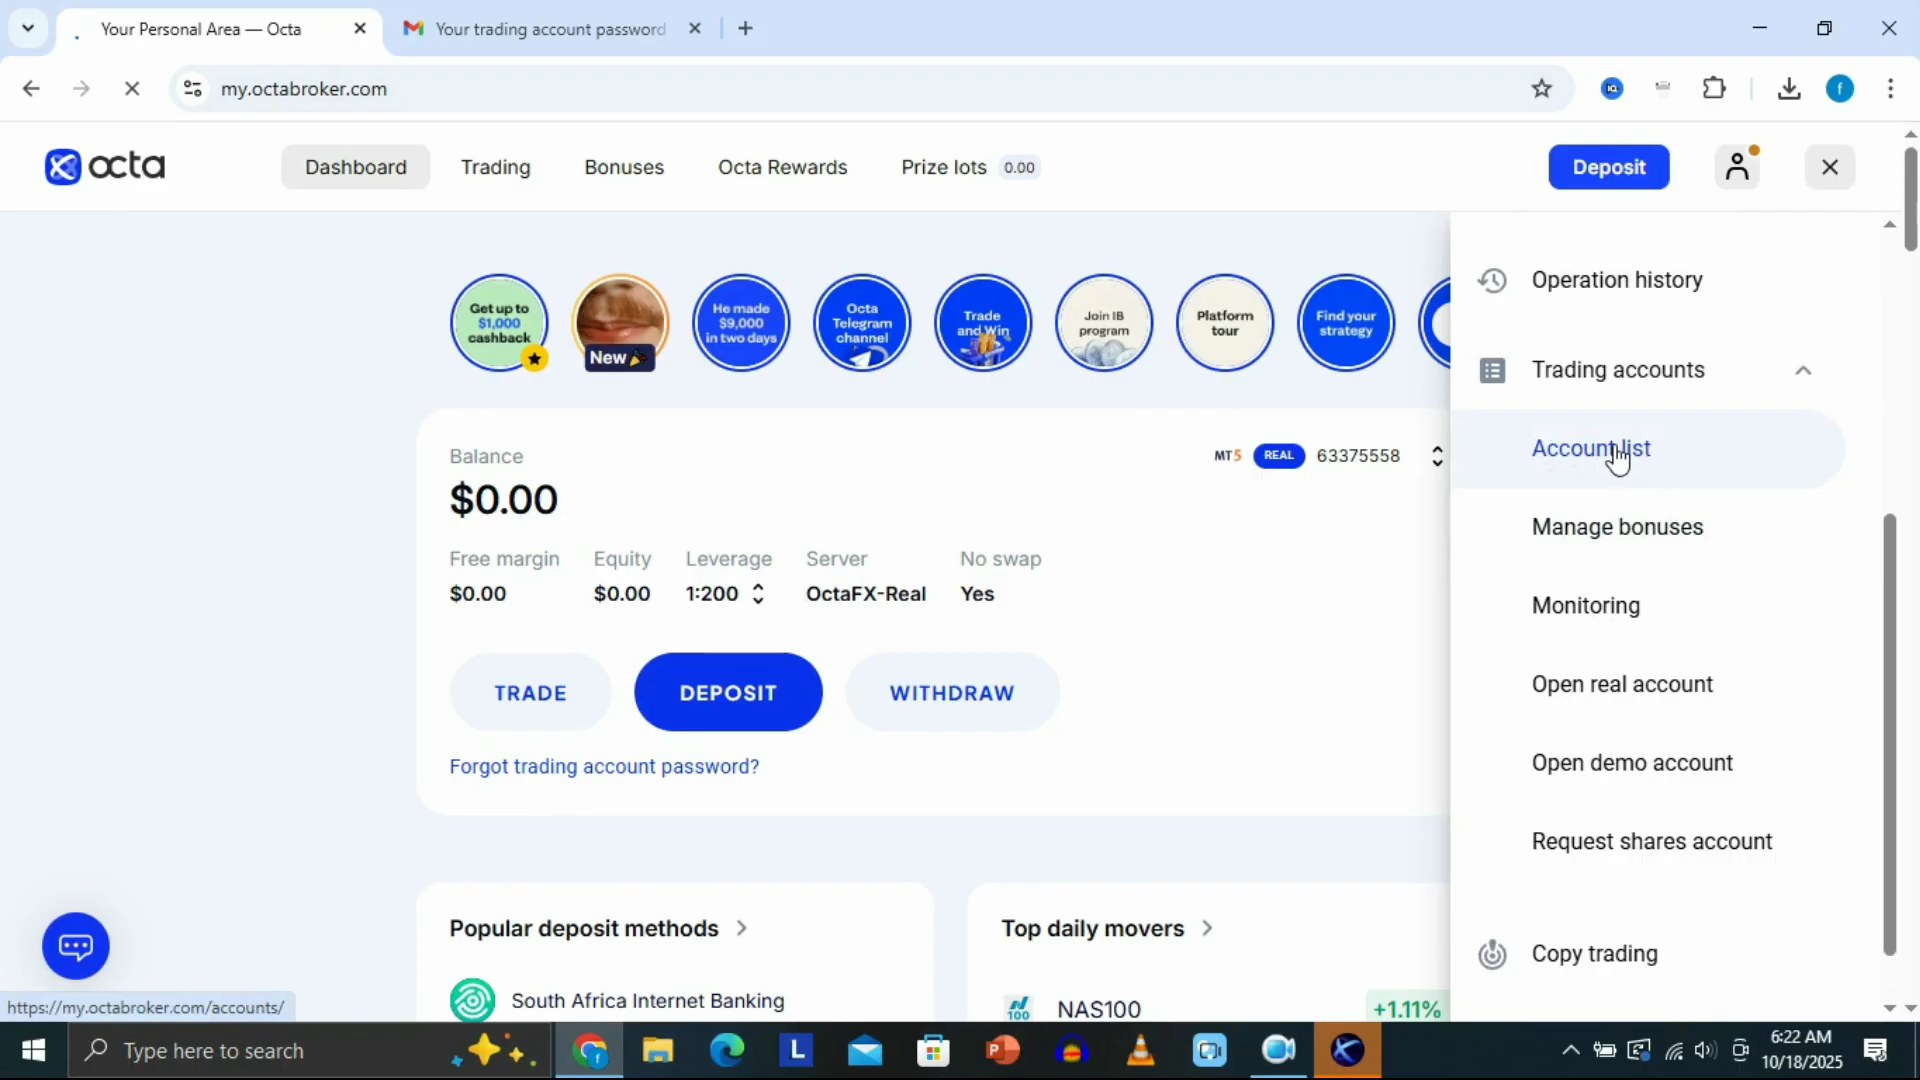 Your Personal Area — Octa
Your trading account password
my.octabroker.com
f
octa
Dashboard
Trading
Bonuses
Octa Rewards
Prize lots 0.00
Deposit
Get up to
$1,000
cashback
New
He made
$9,000
in two days
Octa
Telegram
channel
Trade
and Win
Join IB
program
Platform
tour
Find your
strategy
Balance
MT5 REAL 63375558
$0.00
Free margin
$0.00
Equity
$0.00
Leverage
1:200
Server
OctaFX-Real
No swap
Yes
TRADE
DEPOSIT
WITHDRAW
Forgot trading account password?
Popular deposit methods
South Africa Internet Banking
Top daily movers
NAS100
+1.11%
Operation history
Trading accounts
Account list
Manage bonuses
Monitoring
Open real account
Open demo account
Request shares account
Copy trading
https://my.octabroker.com/accounts/
Type here to search
L
6:22 AM
10/18/2025